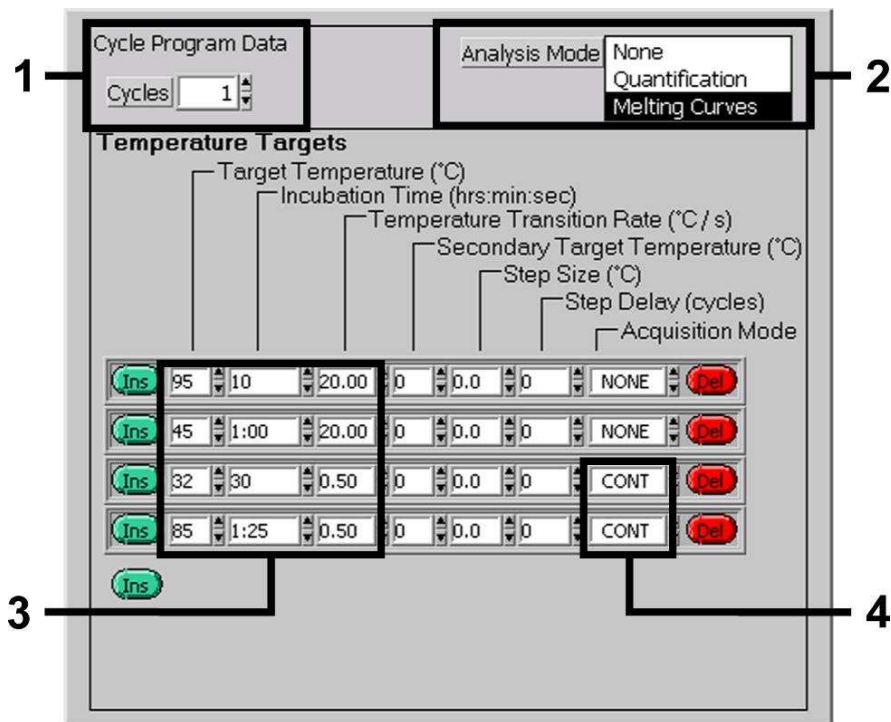 Cycle Program Data
Cycles 1
Analysis Mode None
Quantification
Melting Curves
1
2
Temperature Targets
Target Temperature (°C)
Incubation Time (hrs:min:sec)
Temperature Transition Rate (°C / s)
Secondary Target Temperature (°C)
Step Size (°C)
Step Delay (cycles)
Acquisition Mode
Ins 95 10 20.00 0 0.0 0 NONE Del
Ins 45 1:00 20.00 0 0.0 0 NONE Del
Ins 32 30 0.50 0 0.0 0 CONT Del
Ins 85 1:25 0.50 0 0.0 0 CONT Del
Ins
3
4